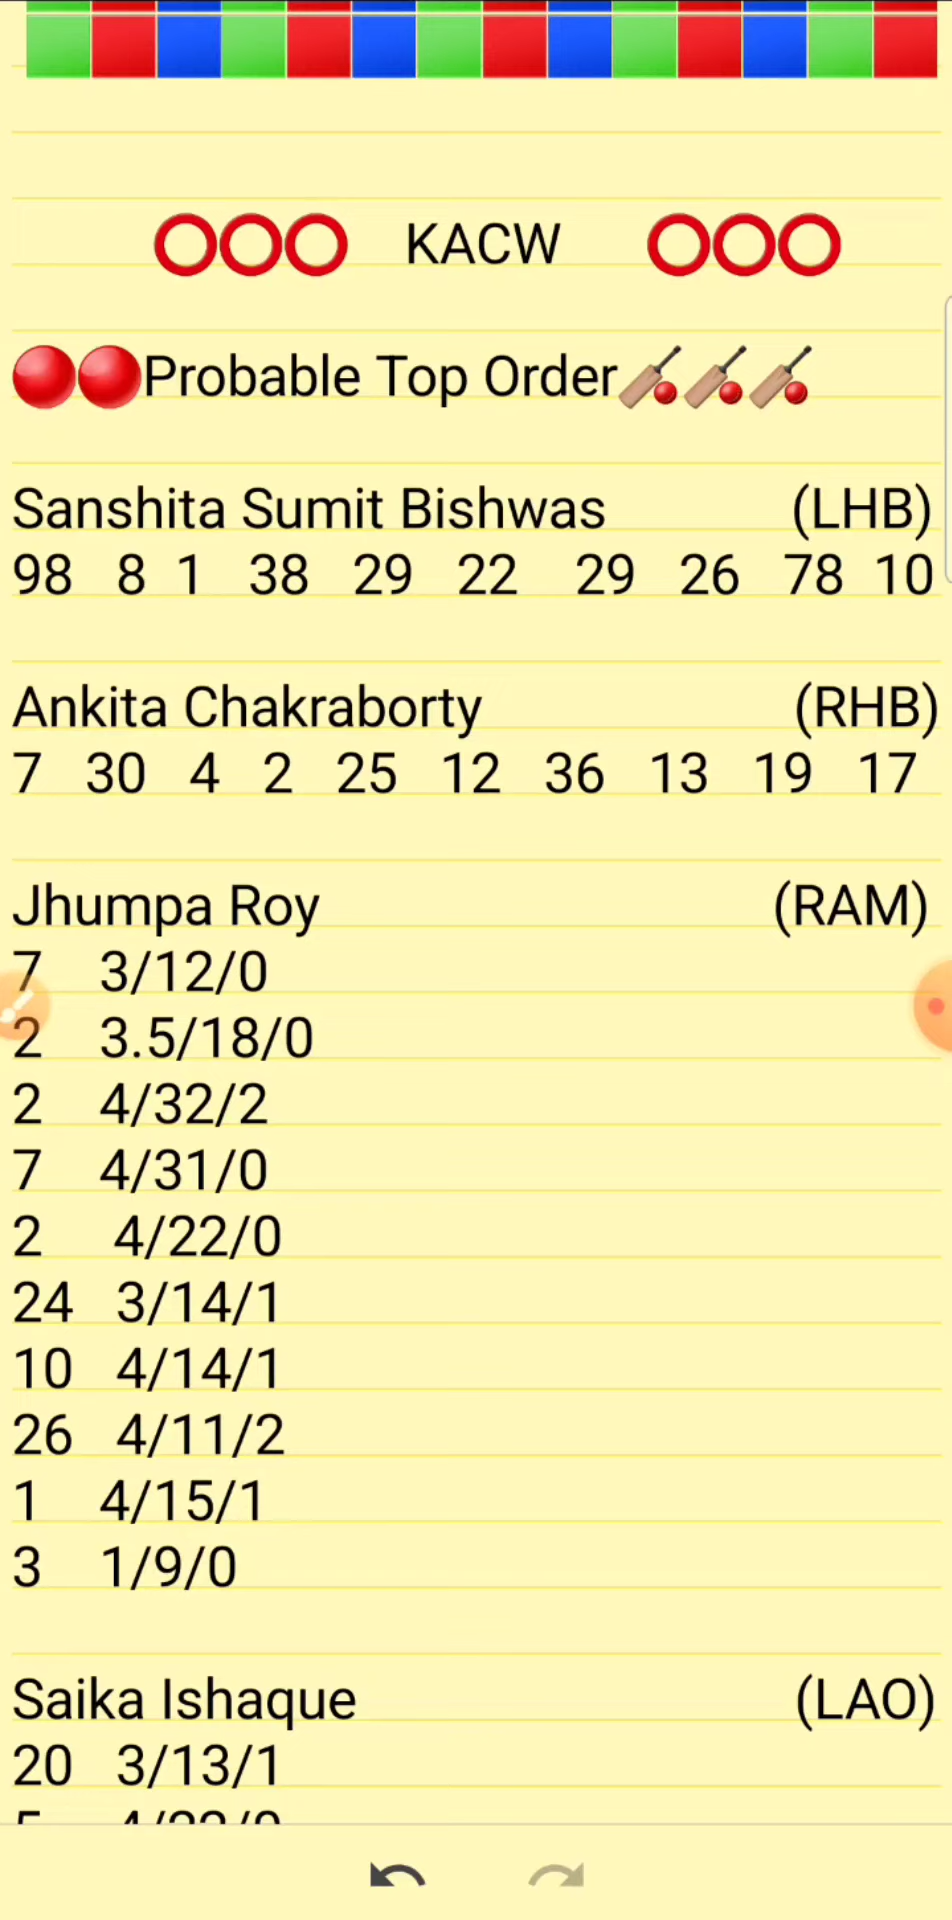 KACW
Probable Top Order
Sanshita Sumit Bishwas (LHB)
98 8 1 38 29 22 29 26 78 10
Ankita Chakraborty (RHB)
7 30 4 2 25 12 36 13 19 17
Jhumpa Roy (RAM)
7 3/12/0
2 3.5/18/0
2 4/32/2
7 4/31/0
2 4/22/0
24 3/14/1
10 4/14/1
26 4/11/2
1 4/15/1
3 1/9/0
Saika Ishaque (LAO)
20 3/13/1